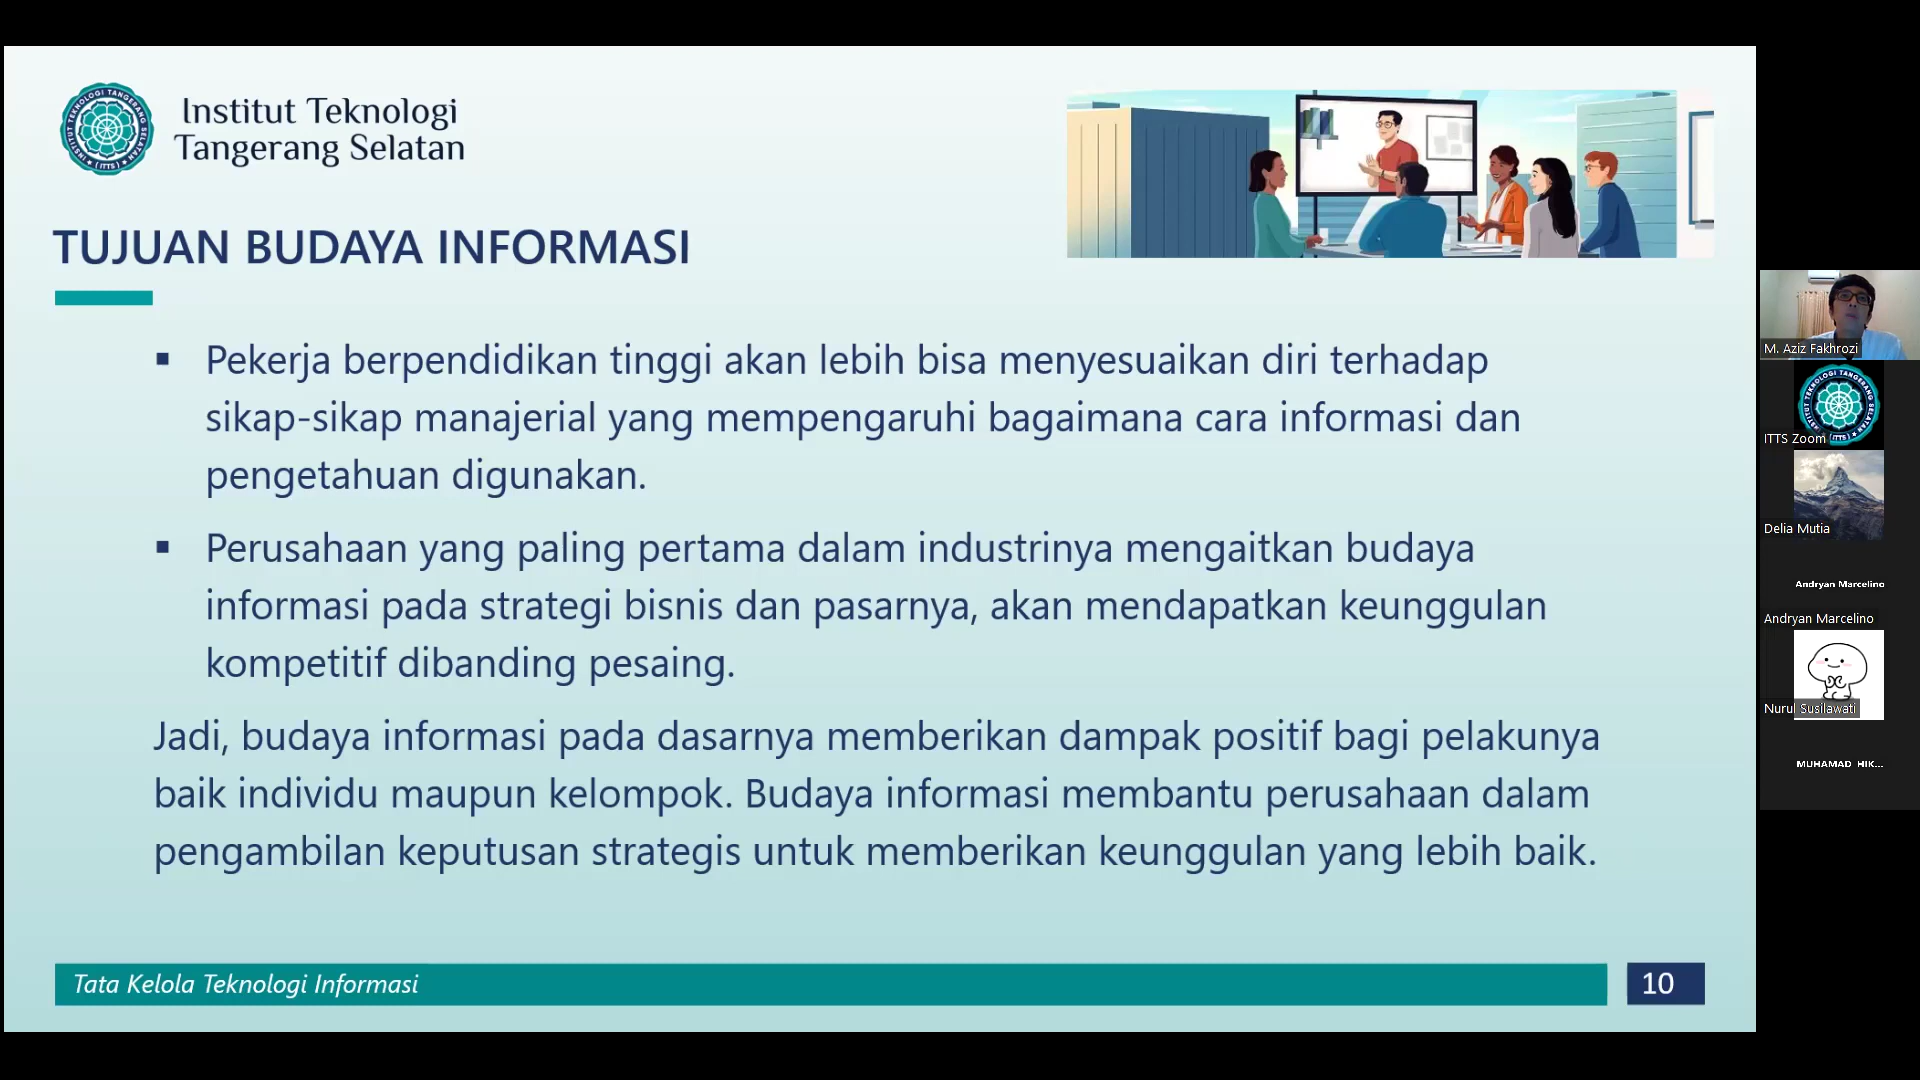 Institut Teknologi
Tangerang Selatan
TUJUAN BUDAYA INFORMASI
▪ Pekerja berpendidikan tinggi akan lebih bisa menyesuaikan diri terhadap
sikap-sikap manajerial yang mempengaruhi bagaimana cara informasi dan
pengetahuan digunakan.
▪ Perusahaan yang paling pertama dalam industrinya mengaitkan budaya
informasi pada strategi bisnis dan pasarnya, akan mendapatkan keunggulan
kompetitif dibanding pesaing.
Jadi, budaya informasi pada dasarnya memberikan dampak positif bagi pelakunya
baik individu maupun kelompok. Budaya informasi membantu perusahaan dalam
pengambilan keputusan strategis untuk memberikan keunggulan yang lebih baik.
Tata Kelola Teknologi Informasi
10
M. Aziz Fakhrozi
ITTS Zoom
Delia Mutia
Andryan Marcelino
Andryan Marcelino
Nurul Susilawati
MUHAMAD HIK...